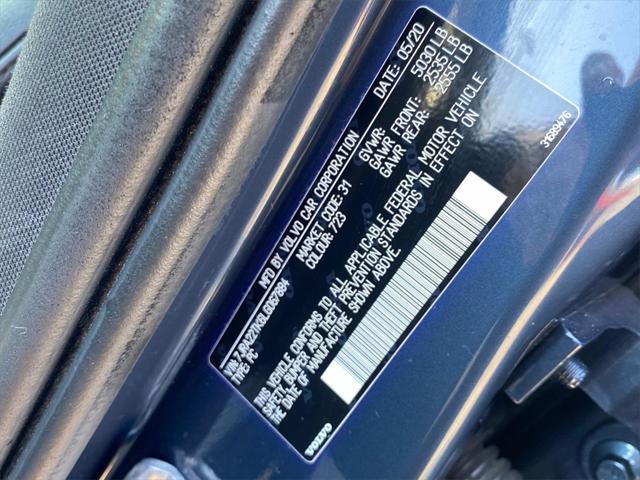 MFD BY VOLVO CAR CORPORATION DATE: 05/20
MARKET CODE: 31 GVWR: 5030 LB
COLOUR: 723 GAWR FRONT: 2535 LB
GAWR REAR: 2555 LB
TYPE: PC
THIS VEHICLE CONFORMS TO ALL APPLICABLE FEDERAL MOTOR VEHICLE
SAFETY, BUMPER AND THEFT PREVENTION STANDARDS IN EFFECT ON
THE DATE OF MANUFACTURE SHOWN ABOVE
VOLVO 31689476